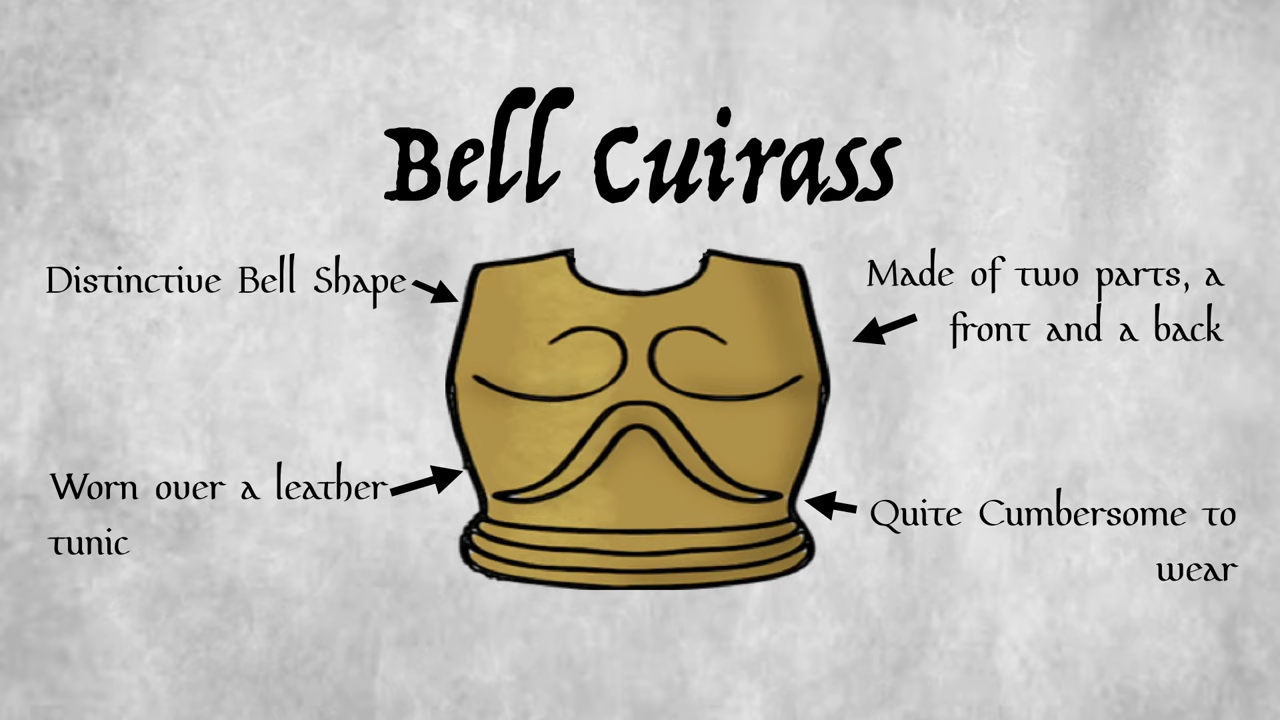 Bell Cuirass
Distinctive Bell Shape
Made of two parts, a
front and a back
Worn over a leather
tunic
Quite Cumbersome to
wear